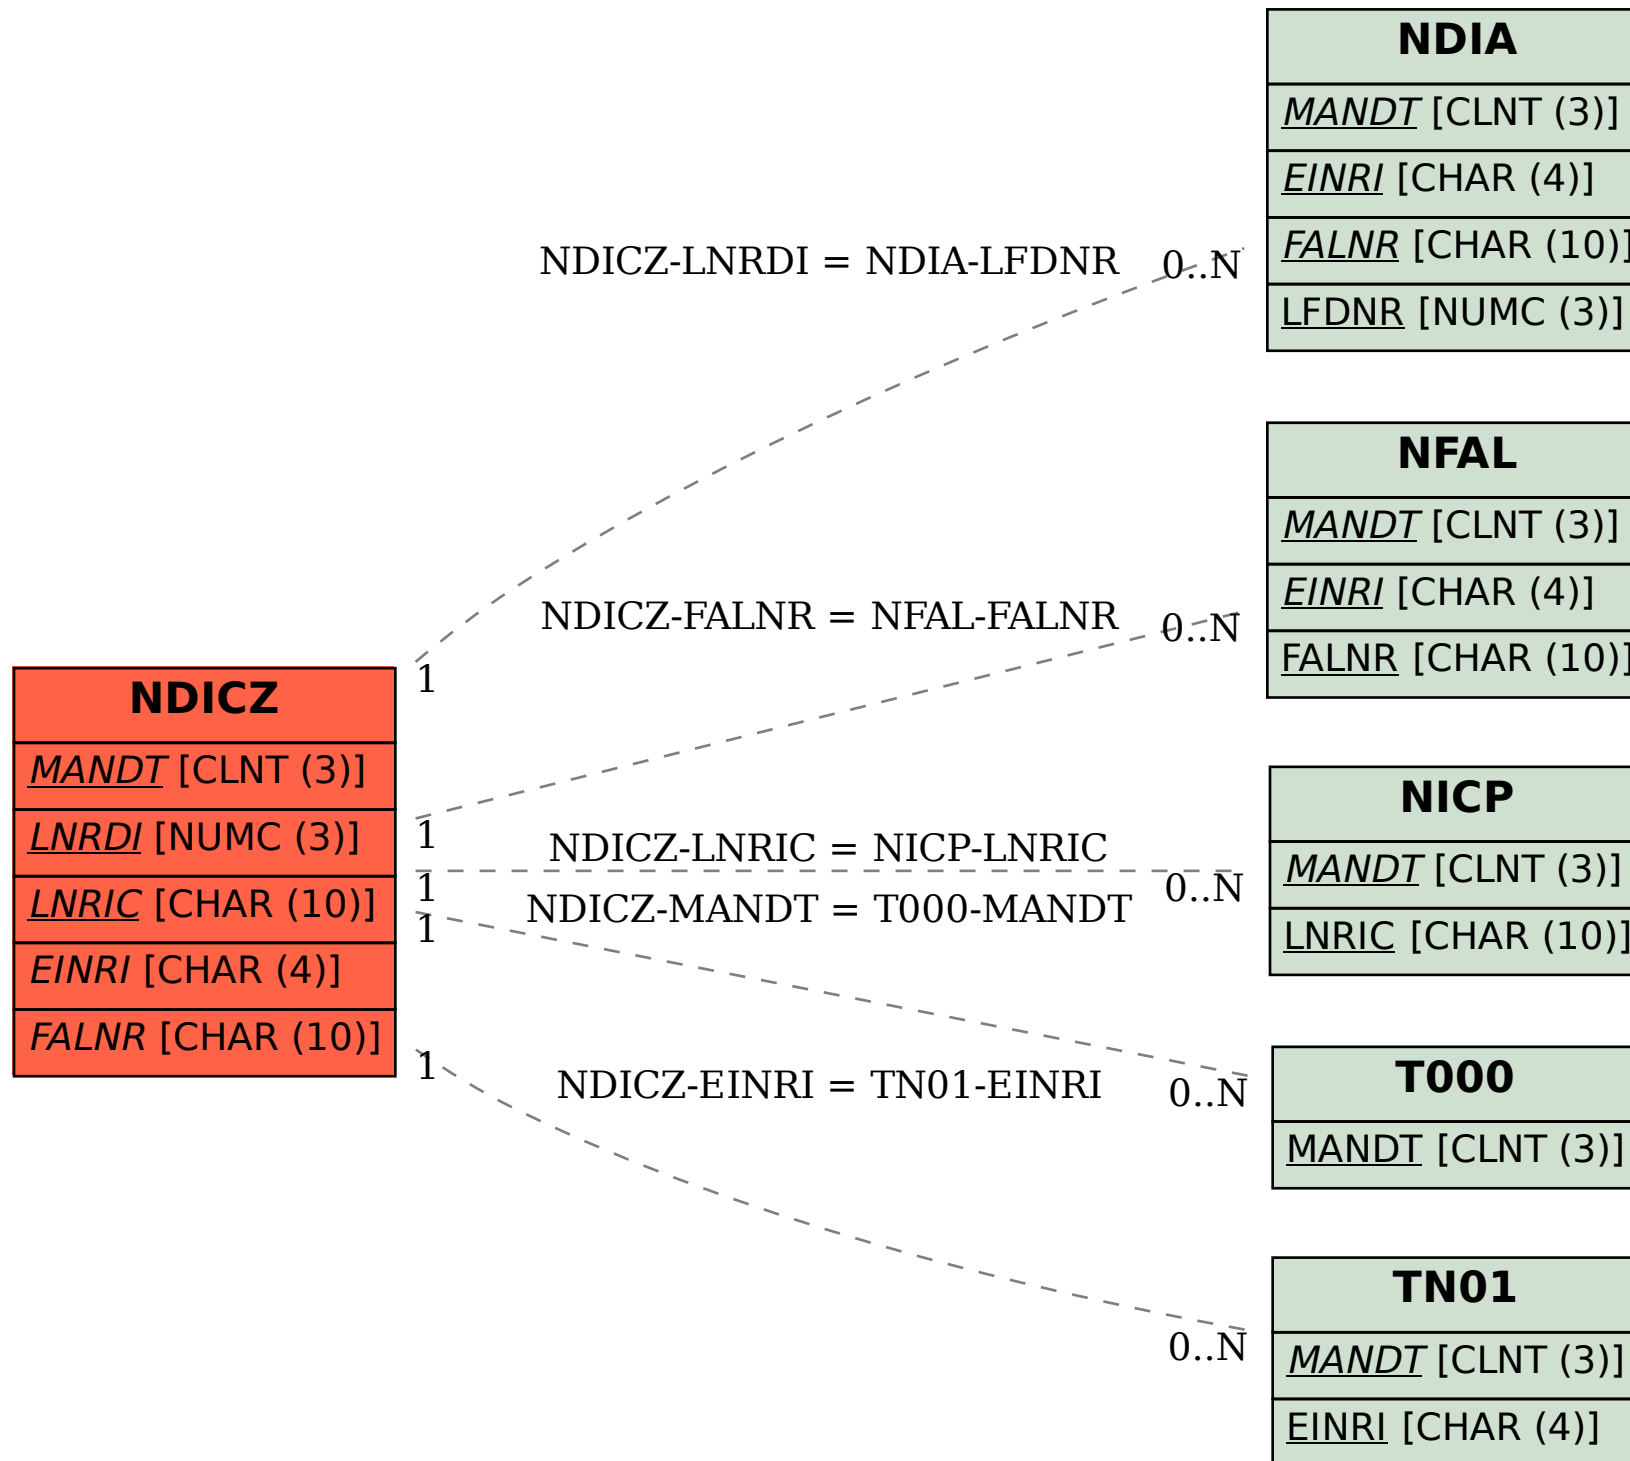 NDIA
MANDT [CLNT (3)]
EINRI [CHAR (4)]
FALNR [CHAR (10)]
LFDNR [NUMC (3)]
NDICZ-LNRDI = NDIA-LFDNR
0..N
NFAL
MANDT [CLNT (3)]
EINRI [CHAR (4)]
FALNR [CHAR (10)]
NDICZ-FALNR = NFAL-FALNR
0..N
1
NDICZ
MANDT [CLNT (3)]
LNRDI [NUMC (3)]
LNRIC [CHAR (10)]
EINRI [CHAR (4)]
FALNR [CHAR (10)]
1
NDICZ-LNRIC = NICP-LNRIC
1
0..N
NDICZ-MANDT = T000-MANDT
1
NICP
MANDT [CLNT (3)]
LNRIC [CHAR (10)]
1
NDICZ-EINRI = TN01-EINRI
0..N
T000
MANDT [CLNT (3)]
0..N
TN01
MANDT [CLNT (3)]
EINRI [CHAR (4)]